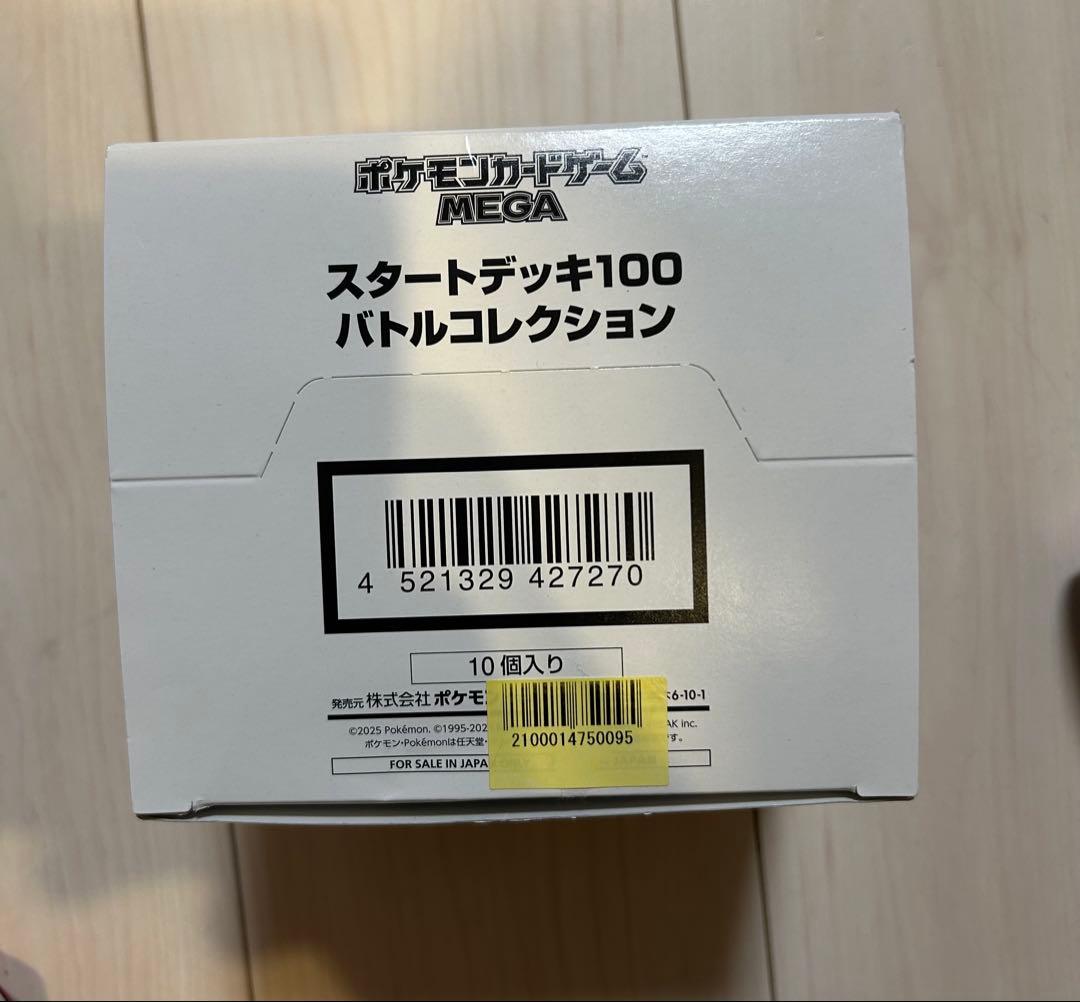 ポケモンカードゲーム™
MEGA
スタートデッキ100
バトルコレクション
4 521329 427270
10個入り
発売元 株式会社 ポケモ 6-10-1
©2025 Pokémon. ©1995-202 AK inc.
ポケモン・Pokémonは任天堂・ す。
FOR SALE IN JAPA
2100014750095